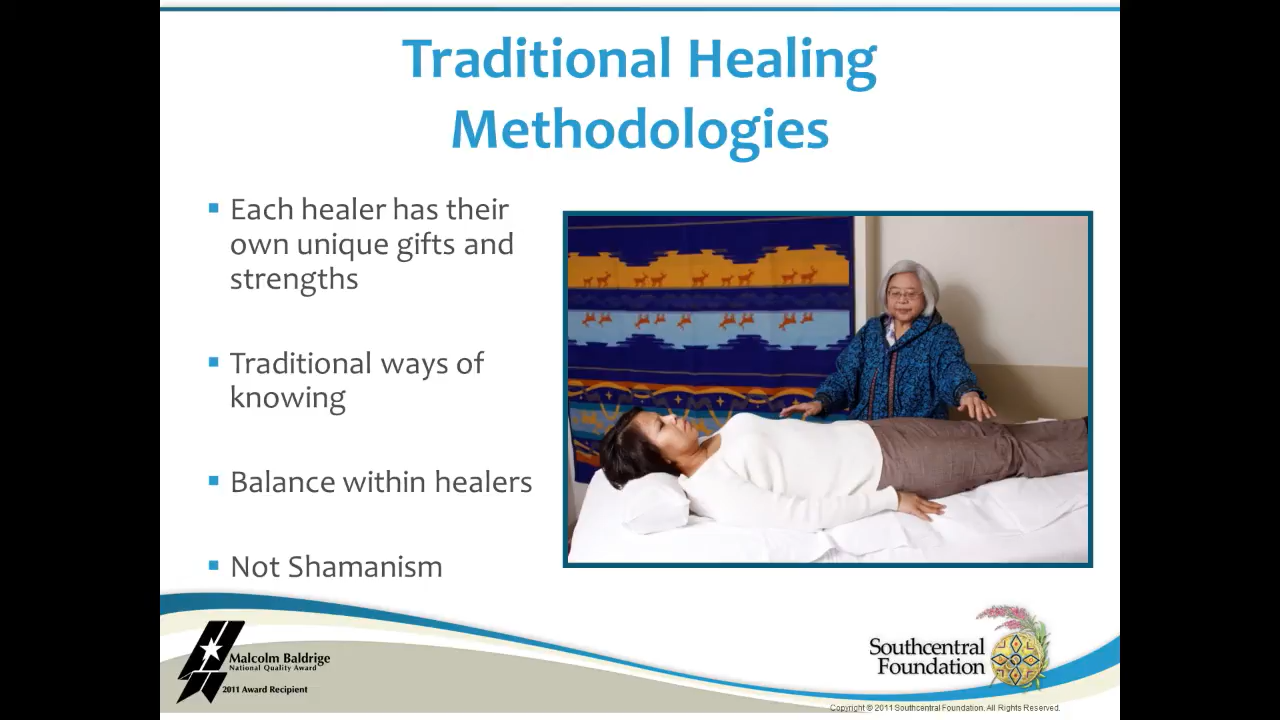 Traditional Healing
Methodologies
Each healer has their
own unique gifts and
strengths
Traditional ways of
knowing
Balance within healers
Not Shamanism
Malcolm Baldrige
National Quality Award
2011 Award Recipient
Southcentral
Foundation
Copyright © 2011 Southcentral Foundation. All Rights Reserved.